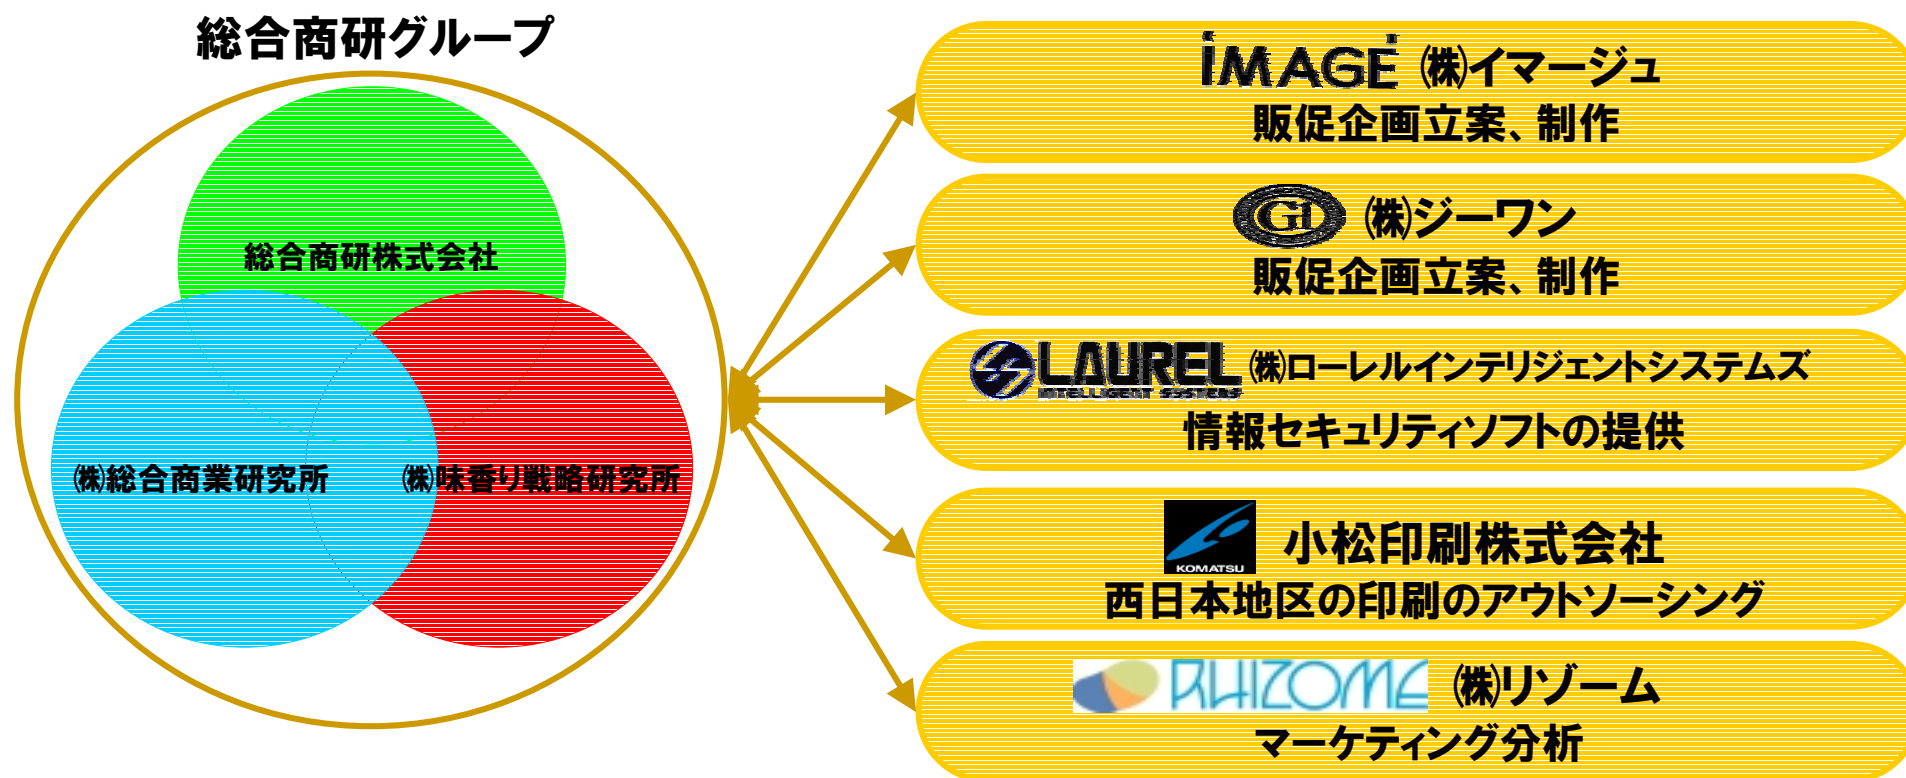 総合商研グループ
総合商研株式会社
㈱総合商業研究所
㈱味香り戦略研究所
iMAGE ㈱イマージュ
販促企画立案、制作
G1 ㈱ジーワン
販促企画立案、制作
LAUREL ㈱ローレルインテリジェントシステムズ
INTELLIGENT SYSTEMS
情報セキュリティソフトの提供
小松印刷株式会社
KOMATSU
西日本地区の印刷のアウトソーシング
RHIZOME ㈱リゾーム
マーケティング分析